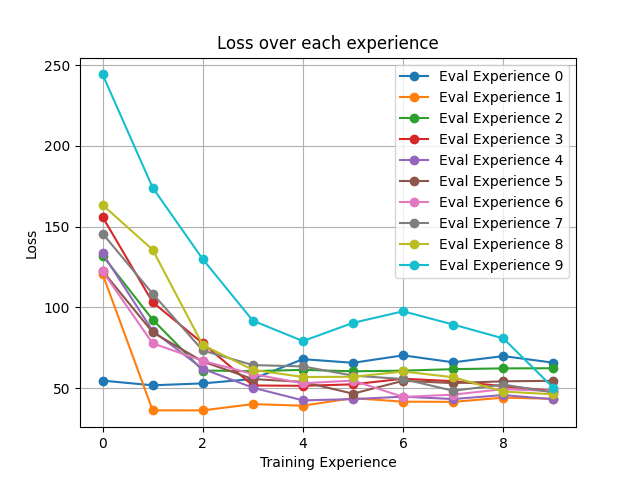 Loss over each experience
250
200
150
100
50
Loss
0
2
4
6
8
Training Experience
Eval Experience 0
Eval Experience 1
Eval Experience 2
Eval Experience 3
Eval Experience 4
Eval Experience 5
Eval Experience 6
Eval Experience 7
Eval Experience 8
Eval Experience 9